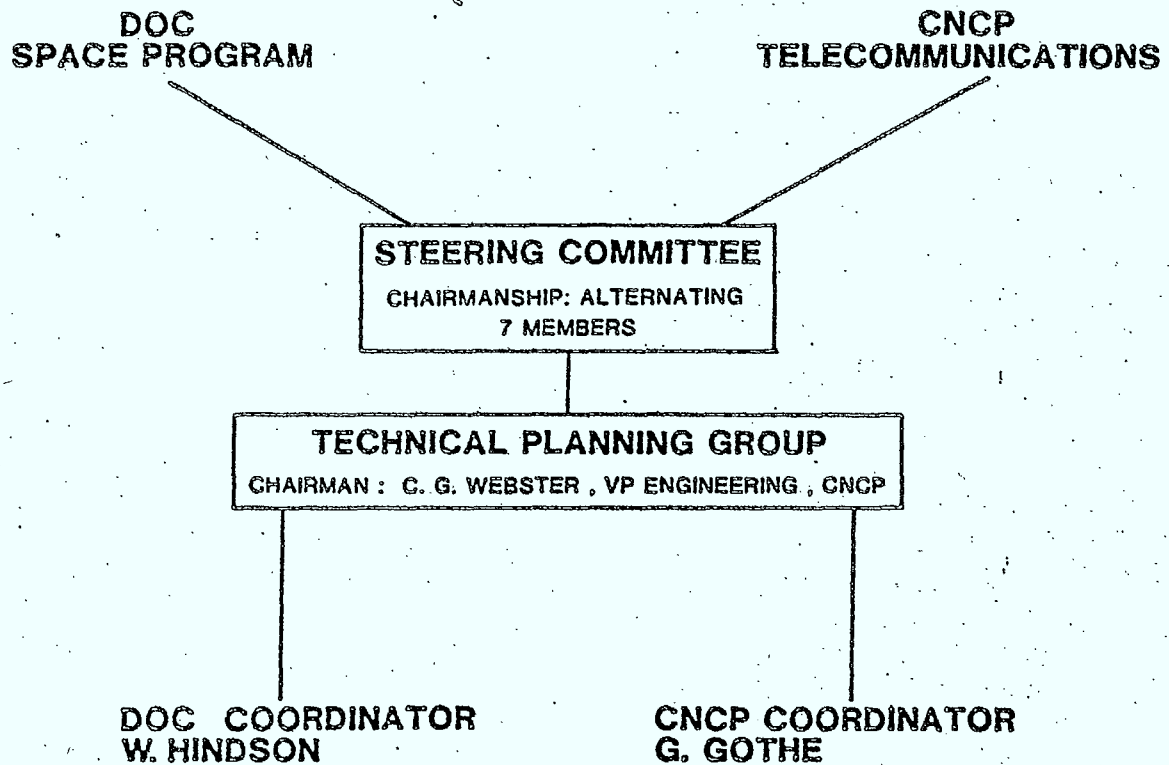 DOC
SPACE PROGRAM
CNCP
TELECOMMUNICATIONS
STEERING COMMITTEE
CHAIRMANSHIP: ALTERNATING
7 MEMBERS
TECHNICAL PLANNING GROUP
CHAIRMAN : C. G. WEBSTER , VP ENGINEERING , CNCP
DOC COORDINATOR
W. HINDSON
CNCP COORDINATOR
G. GOTHE